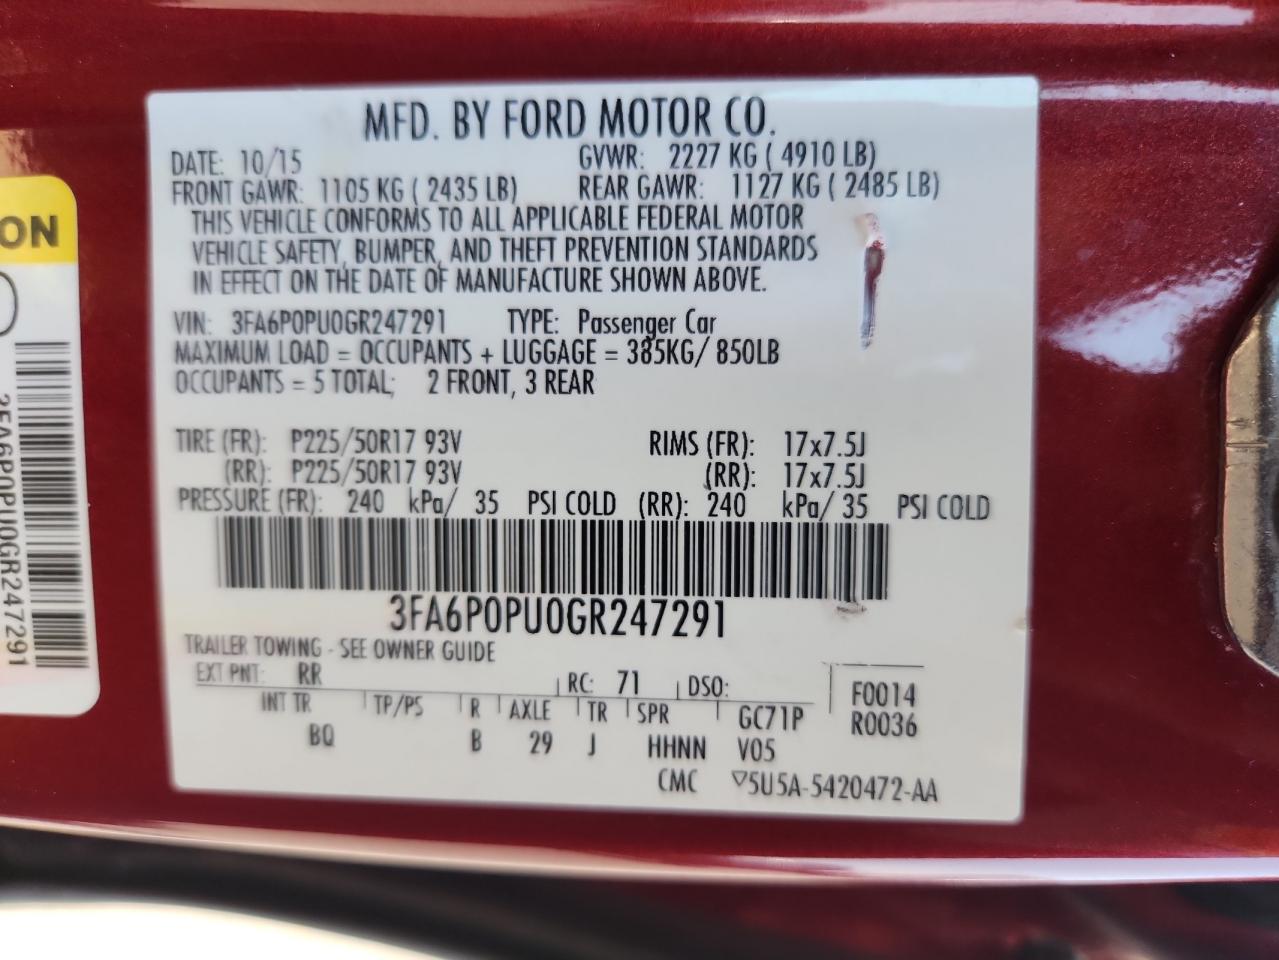 MFD. BY FORD MOTOR CO.
DATE: 10/15 GVWR: 2227 KG ( 4910 LB)
FRONT GAWR: 1105 KG ( 2435 LB) REAR GAWR: 1127 KG ( 2485 LB)
THIS VEHICLE CONFORMS TO ALL APPLICABLE FEDERAL MOTOR
VEHICLE SAFETY, BUMPER, AND THEFT PREVENTION STANDARDS
IN EFFECT ON THE DATE OF MANUFACTURE SHOWN ABOVE.
VIN: 3FA6P0PU0GR247291 TYPE: Passenger Car
MAXIMUM LOAD = OCCUPANTS + LUGGAGE = 385KG/ 850LB
OCCUPANTS = 5 TOTAL; 2 FRONT, 3 REAR
TIRE (FR): P225/50R17 93V RIMS (FR): 17x7.5J
(RR): P225/50R17 93V (RR): 17x7.5J
PRESSURE (FR): 240 kPa/ 35 PSI COLD (RR): 240 kPa/ 35 PSI COLD
3FA6P0PU0GR247291
TRAILER TOWING - SEE OWNER GUIDE
EXT PNT: RR RC: 71 DSO: F0014
INT TR TP/PS R AXLE TR SPR GC71P R0036
BQ B 29 J HHNN V05
CMC ▽5U5A-5420472-AA
ON
3FA6P0PU0GR247291